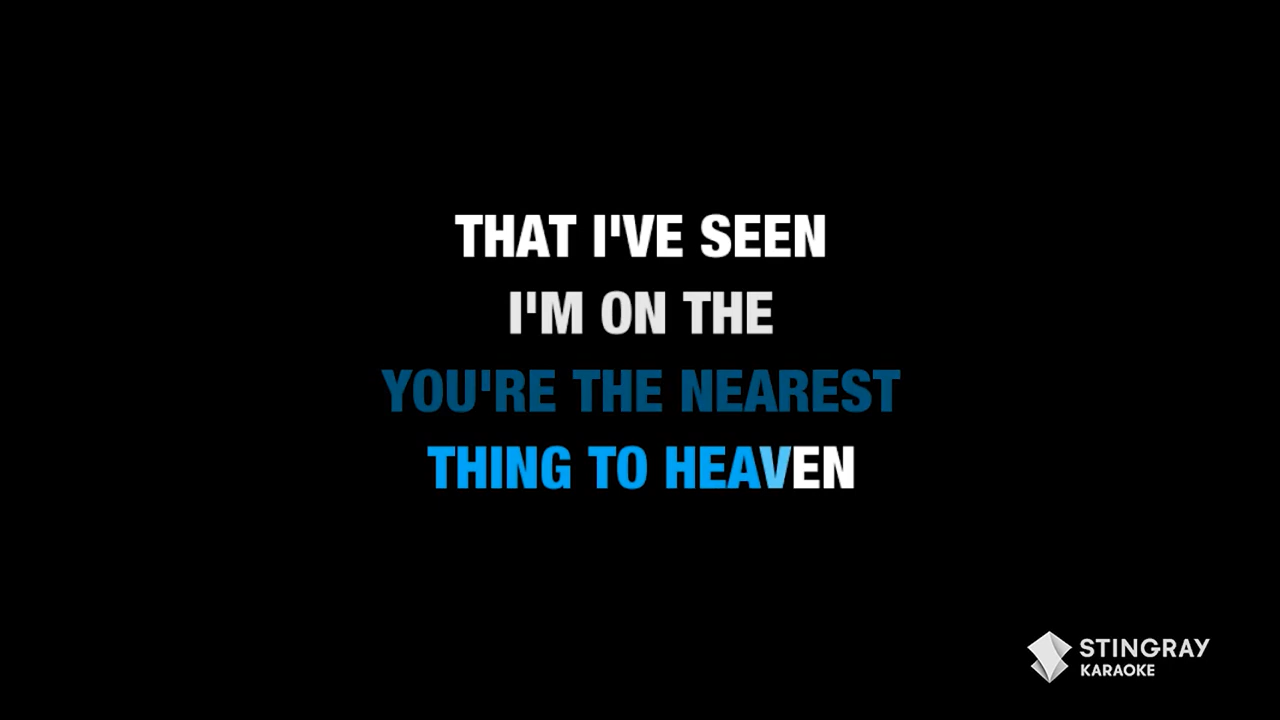 THAT I'VE SEEN
I'M ON THE
YOU'RE THE NEAREST
THING TO HEAVEN
STINGRAY
KARAOKE